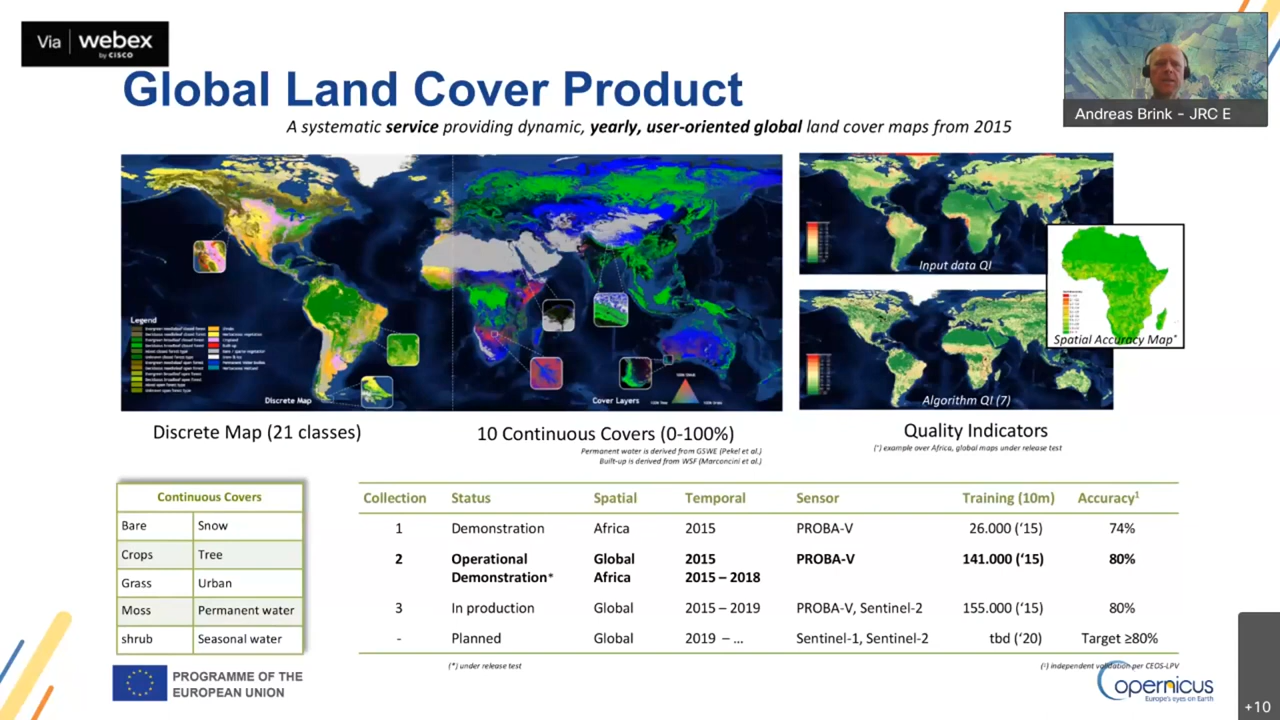 Via webex
by CISCO
Global Land Cover Product
A systematic service providing dynamic, yearly, user-oriented global land cover maps from 2015
Andreas Brink - JRC E
Legend
Discrete Map
Cover Layers
Input data QI
Algorithm QI (7)
Spatial Accuracy Map*
Discrete Map (21 classes)
10 Continuous Covers (0-100%)
Permanent water is derived from GSWE (Pekel et al.)
Built-up is derived from WSF (Marconcini et al.)
Quality Indicators
(*) example over Africa, global maps under release test
Continuous Covers
Bare Snow
Crops Tree
Grass Urban
Moss Permanent water
shrub Seasonal water
Collection Status Spatial Temporal Sensor Training (10m) Accuracy¹
1 Demonstration Africa 2015 PROBA-V 26.000 (‘15) 74%
2 Operational Global 2015 PROBA-V 141.000 (‘15) 80%
Demonstration* Africa 2015 – 2018
3 In production Global 2015 – 2019 PROBA-V, Sentinel-2 155.000 (‘15) 80%
- Planned Global 2019 – ... Sentinel-1, Sentinel-2 tbd (‘20) Target ≥80%
(*) under release test
(¹) independent validation per CEOS-LPV
PROGRAMME OF THE
EUROPEAN UNION
opernicus
Europe's eyes on Earth
+10